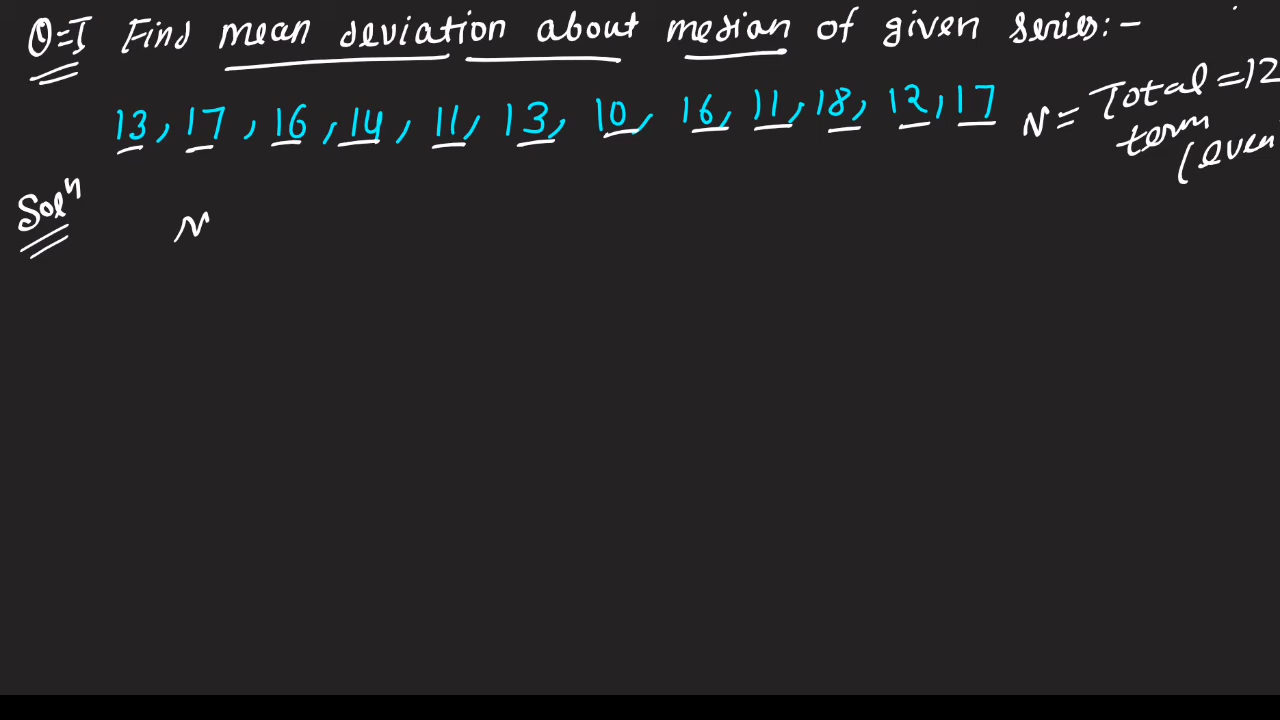 Q=I Find mean deviation about median of given series:-
13, 17, 16, 14, 11, 13, 10, 16, 11, 18, 12, 17 N = Total = 12
term
(even
Solⁿ N